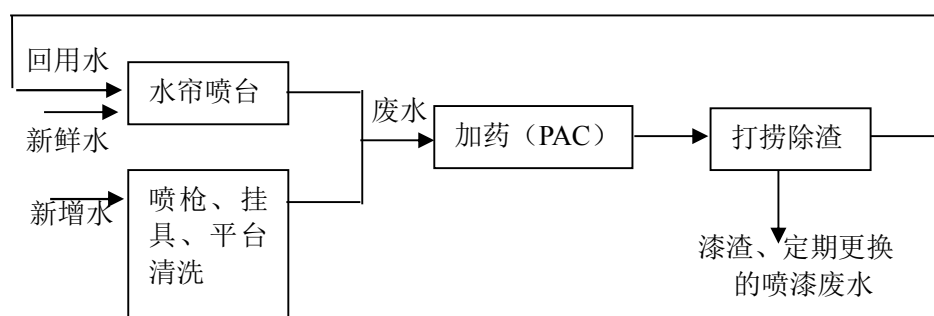 回用水
水帘喷台
新鲜水
废水
加药（PAC）
打捞除渣
新增水
喷枪、挂
具、平台
清洗
漆渣、定期更换
的喷漆废水